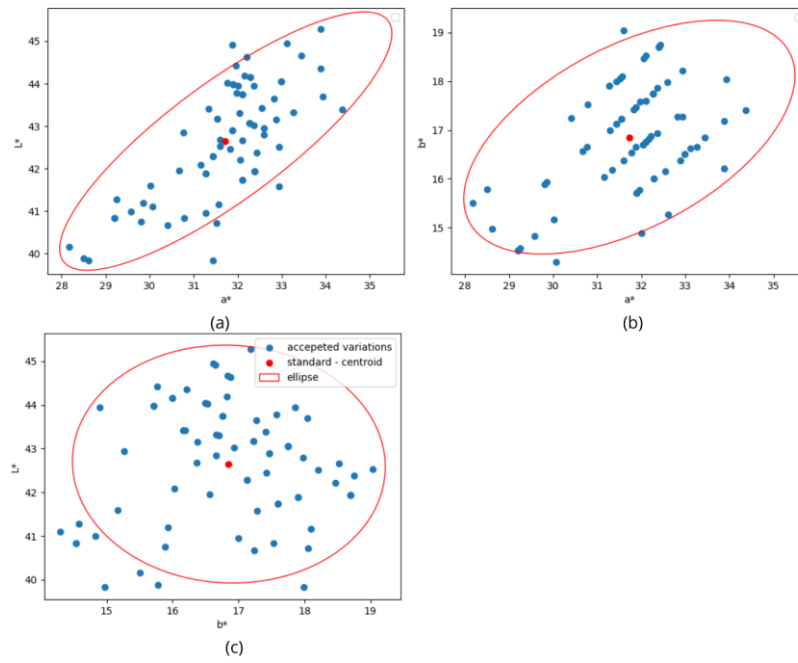 45
44
43
42
41
40
L*
28 29 30 31 32 33 34 35
a*
(a)
19
18
17
16
15
b*
28 29 30 31 32 33 34 35
a*
(b)
accepeted variations
standard - centroid
ellipse
45
44
43
42
41
40
L*
15 16 17 18 19
b*
(c)